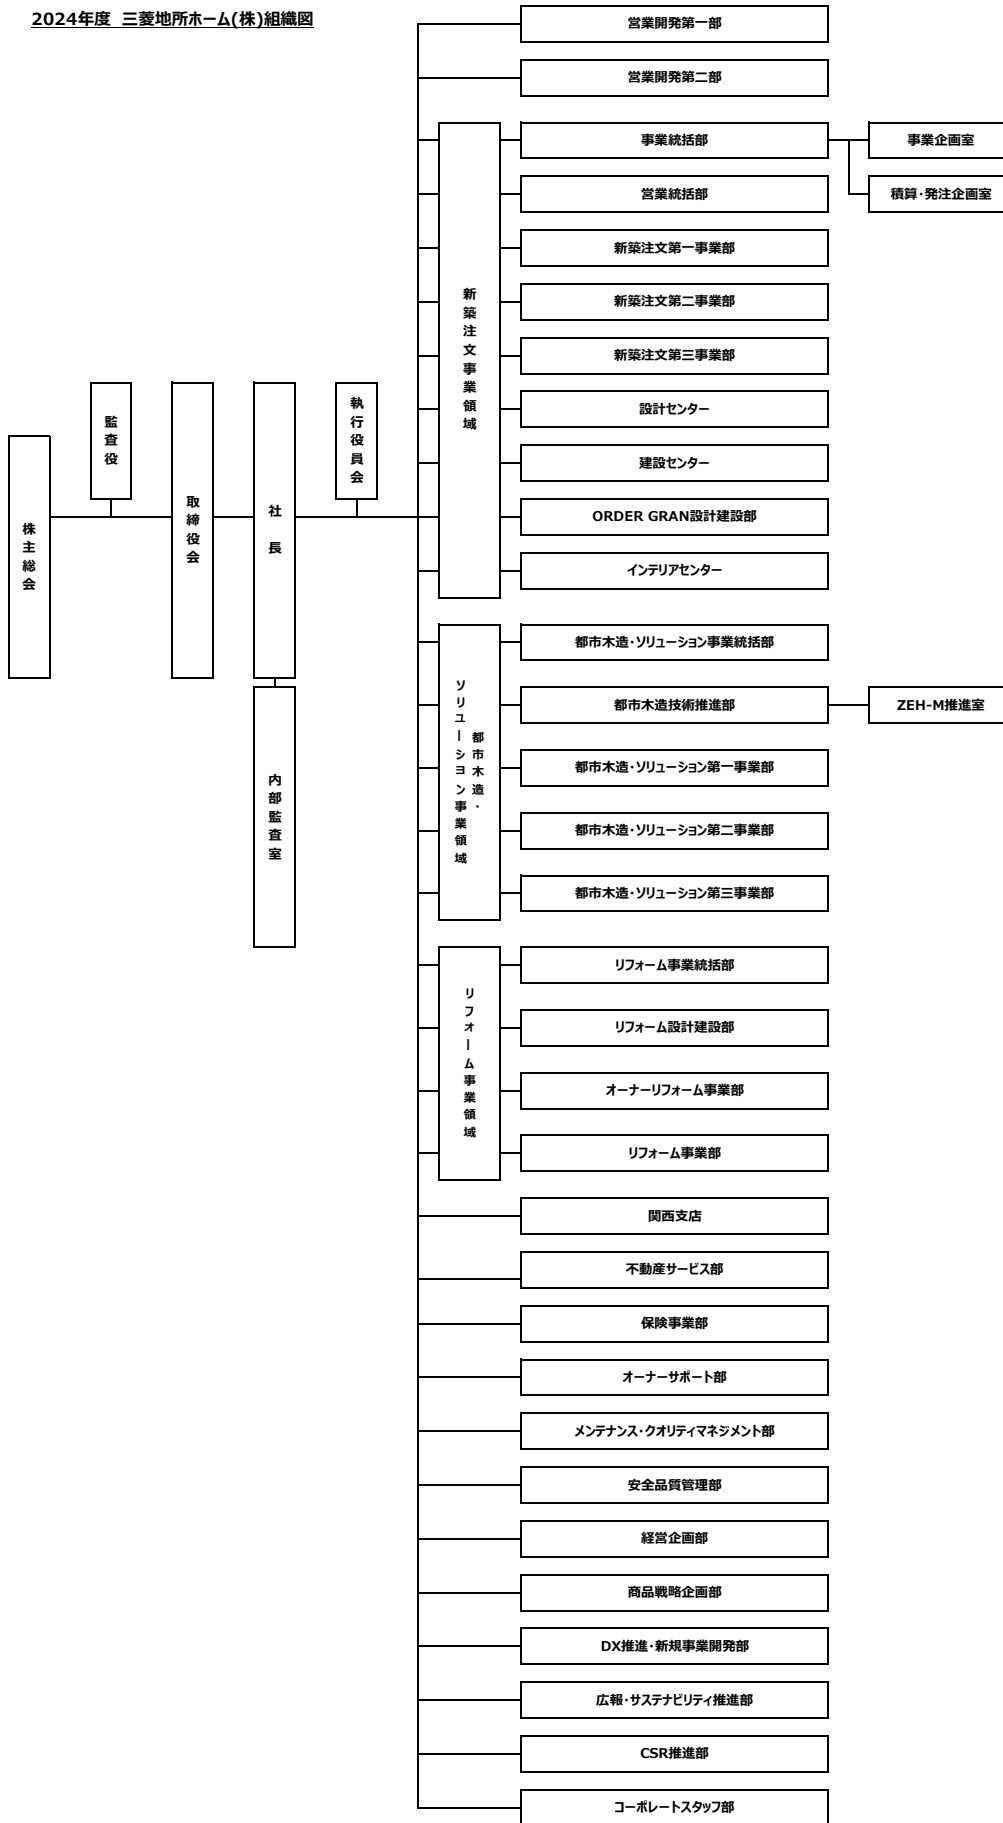 2024年度 三菱地所ホーム(株)組織図
株主総会
監査役
取締役会
社長
内部監査室
執行役員会
営業開発第一部
営業開発第二部
新築注文事業領域
事業統括部
事業企画室
積算・発注企画室
営業統括部
新築注文第一事業部
新築注文第二事業部
新築注文第三事業部
設計センター
建設センター
ORDER GRAN設計建設部
インテリアセンター
都市木造・
ソリューション事業領域
都市木造・ソリューション事業統括部
都市木造技術推進部
ZEH-M推進室
都市木造・ソリューション第一事業部
都市木造・ソリューション第二事業部
都市木造・ソリューション第三事業部
リフォーム事業領域
リフォーム事業統括部
リフォーム設計建設部
オーナーリフォーム事業部
リフォーム事業部
関西支店
不動産サービス部
保険事業部
オーナーサポート部
メンテナンス・クオリティマネジメント部
安全品質管理部
経営企画部
商品戦略企画部
DX推進・新規事業開発部
広報・サステナビリティ推進部
CSR推進部
コーポレートスタッフ部